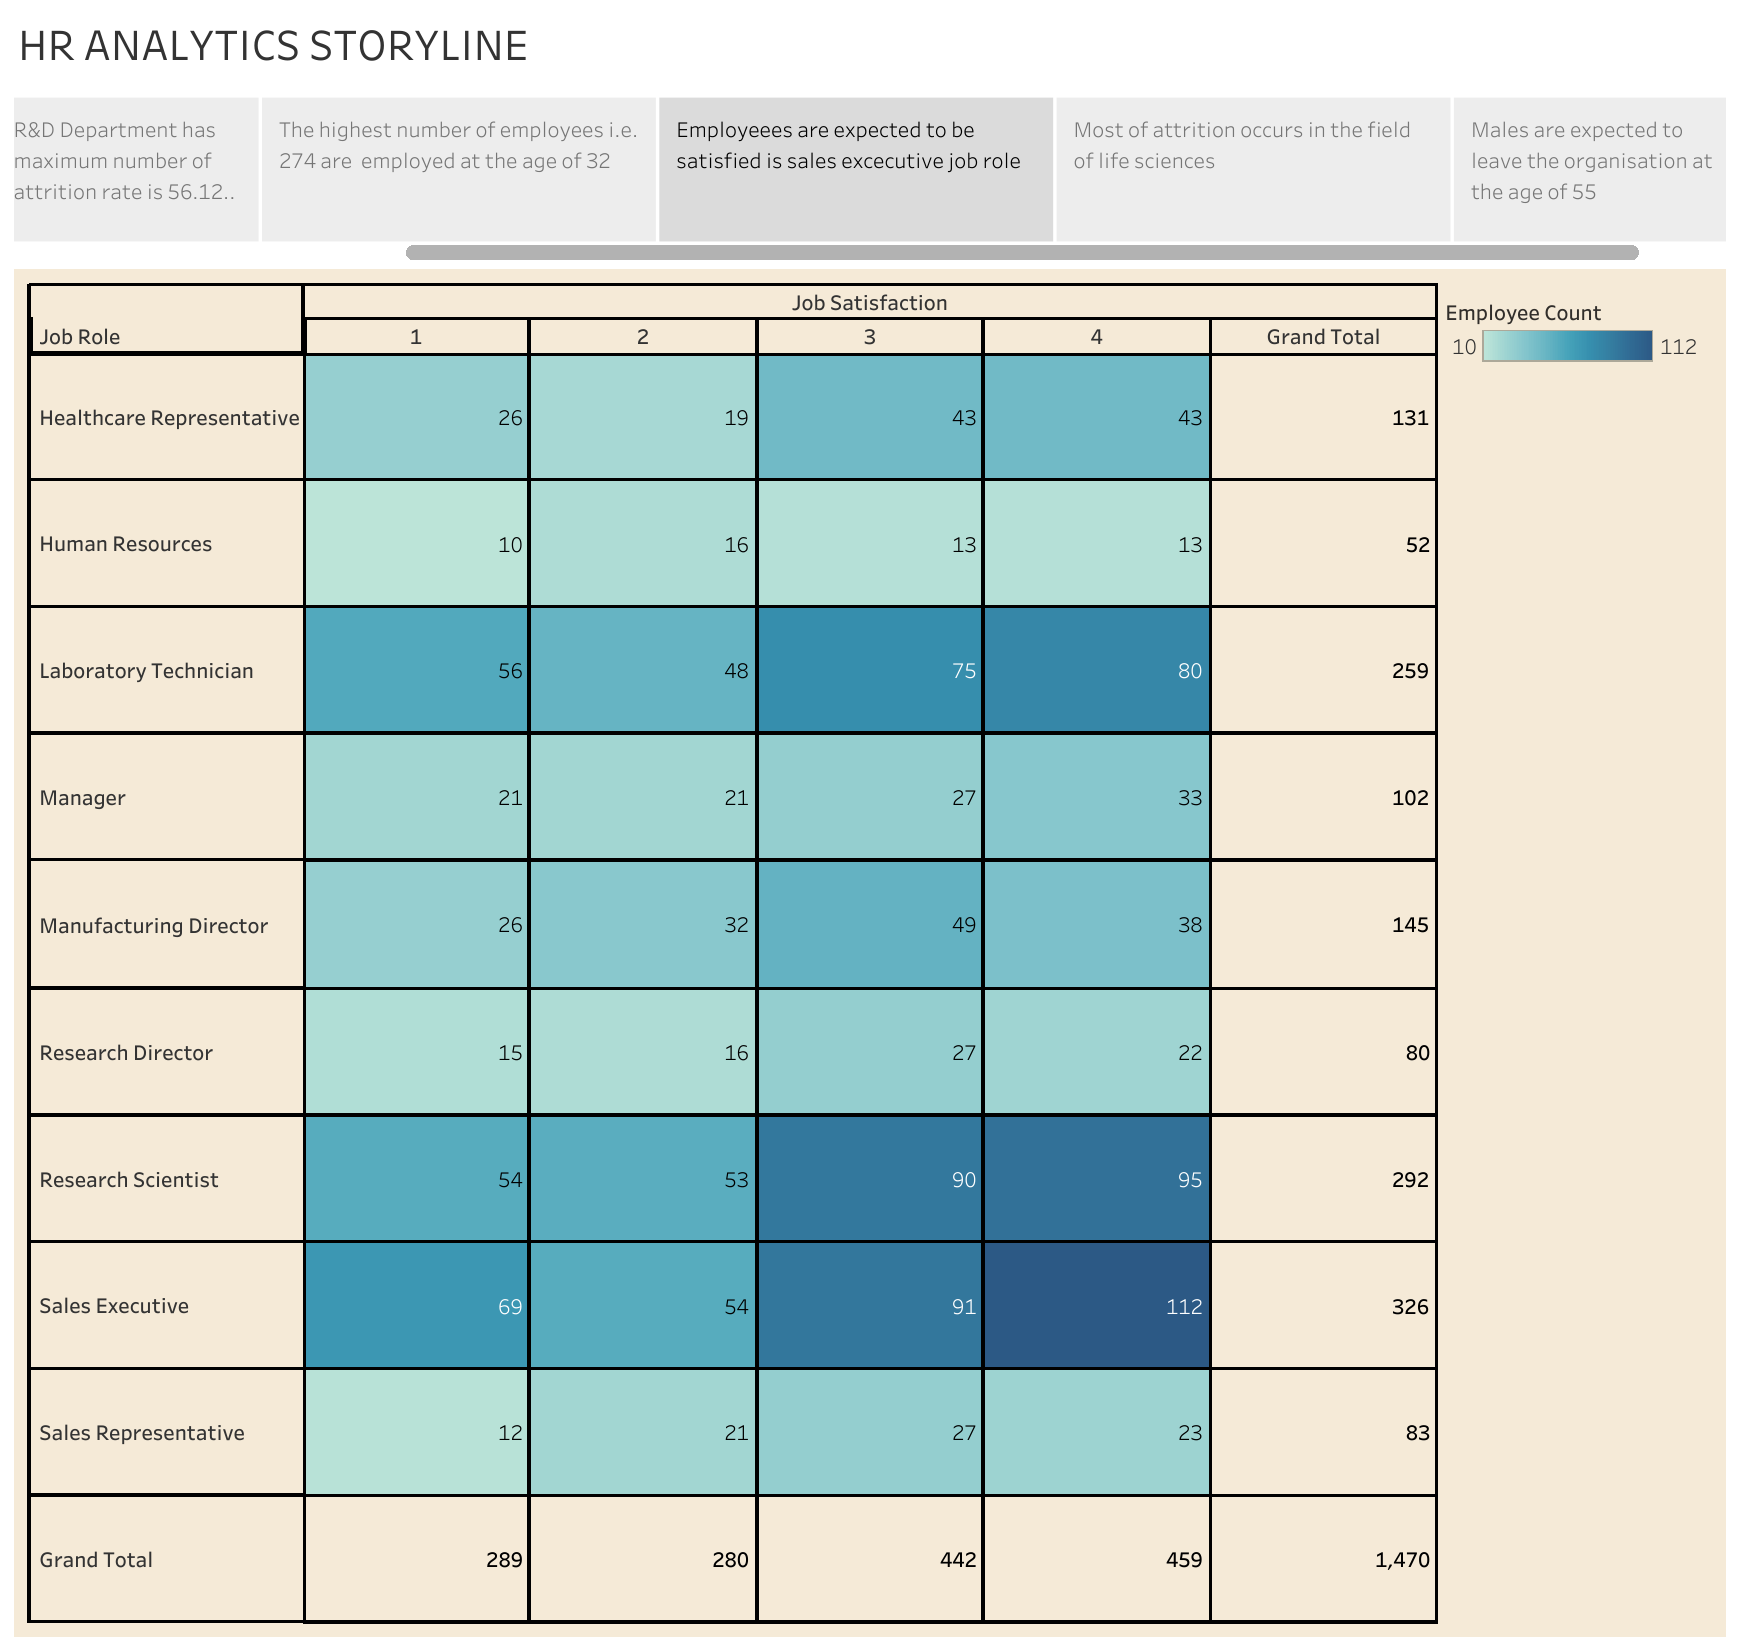 HR ANALYTICS STORYLINE
R&D Department has
maximum number of
attrition rate is 56.12..
The highest number of employees i.e.
274 are  employed at the age of 32
Employeees are expected to be
satisfied is sales excecutive job role
Most of attrition occurs in the field
of life sciences
Males are expected to
leave the organisation at
the age of 55
Job Satisfaction
Job Role 1 2 3 4 Grand Total
Healthcare Representative 26 19 43 43 131
Human Resources 10 16 13 13 52
Laboratory Technician 56 48 75 80 259
Manager 21 21 27 33 102
Manufacturing Director 26 32 49 38 145
Research Director 15 16 27 22 80
Research Scientist 54 53 90 95 292
Sales Executive 69 54 91 112 326
Sales Representative 12 21 27 23 83
Grand Total 289 280 442 459 1,470
Employee Count
10 112